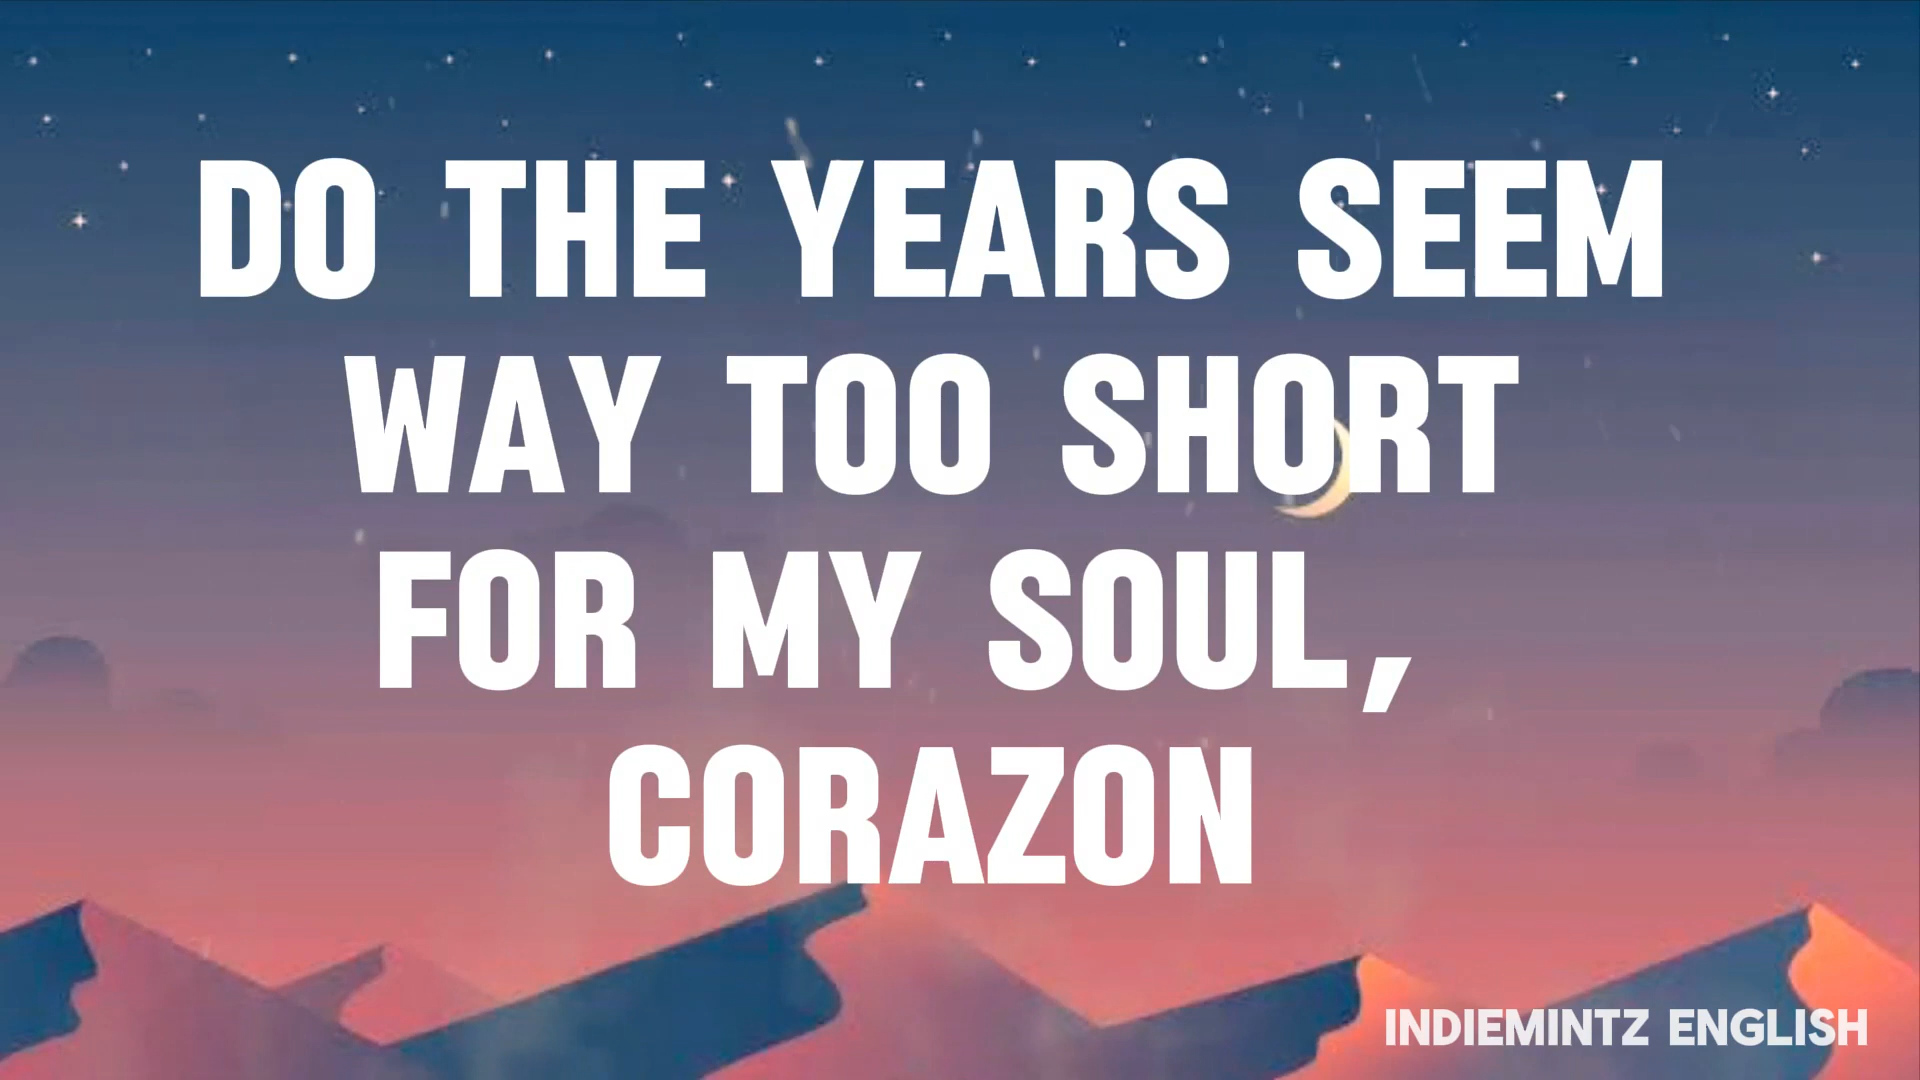 DO THE YEARS SEEM
WAY TOO SHORT
FOR MY SOUL,
CORAZON
INDIEMINTZ ENGLISH